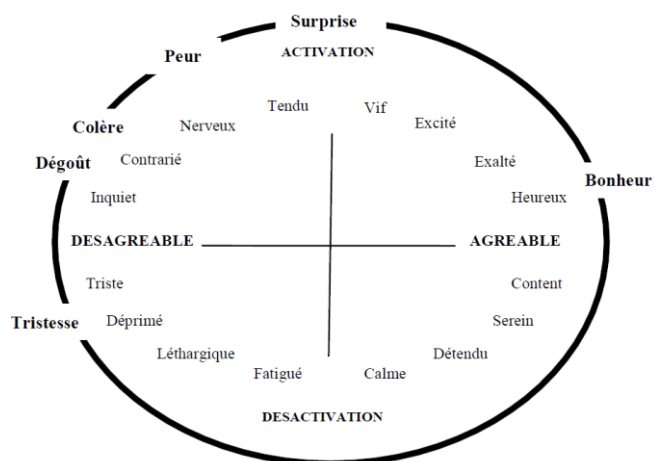 Surprise
ACTIVATION
Peur
Tendu
Vif
Colère
Nerveux
Excité
Dégoût
Contrarié
Exalté
Bonheur
Inquiet
Heureux
DESAGREABLE
AGREABLE
Triste
Content
Tristesse
Déprimé
Serein
Léthargique
Détendu
Fatigué
Calme
DESACTIVATION